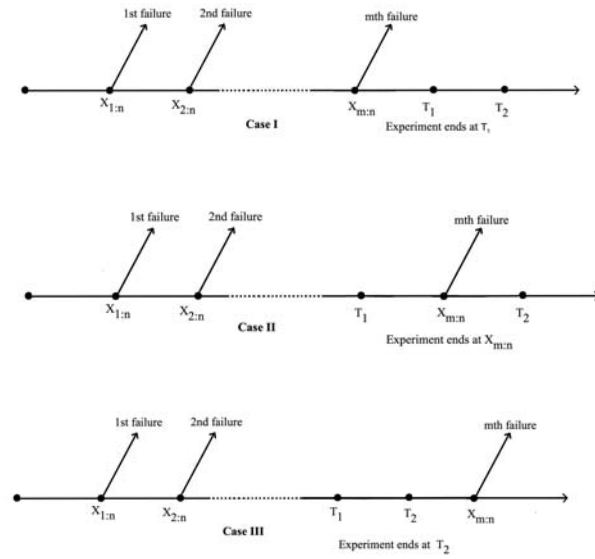 1st failure 2nd failure mth failure
X1:n X2:n Xm:n T1 T2
Case I Experiment ends at T1
1st failure 2nd failure mth failure
X1:n X2:n T1 Xm:n T2
Case II Experiment ends at Xm:n
1st failure 2nd failure mth failure
X1:n X2:n T1 T2 Xm:n
Case III Experiment ends at T2